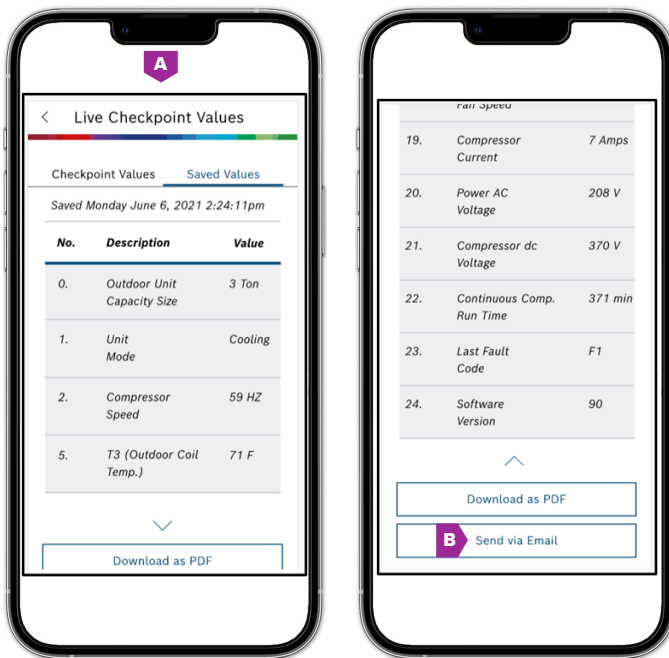 A
< Live Checkpoint Values
Checkpoint Values Saved Values
Saved Monday June 6, 2021 2:24:11pm
No. Description Value
0. Outdoor Unit 3 Ton
Capacity Size
1. Unit Cooling
Mode
2. Compressor 59 HZ
Speed
5. T3 (Outdoor Coil 71 F
Temp.)
Download as PDF
Fan Speed
19. Compressor 7 Amps
Current
20. Power AC 208 V
Voltage
21. Compressor dc 370 V
Voltage
22. Continuous Comp. 371 min
Run Time
23. Last Fault F1
Code
24. Software 90
Version
Download as PDF
B Send via Email